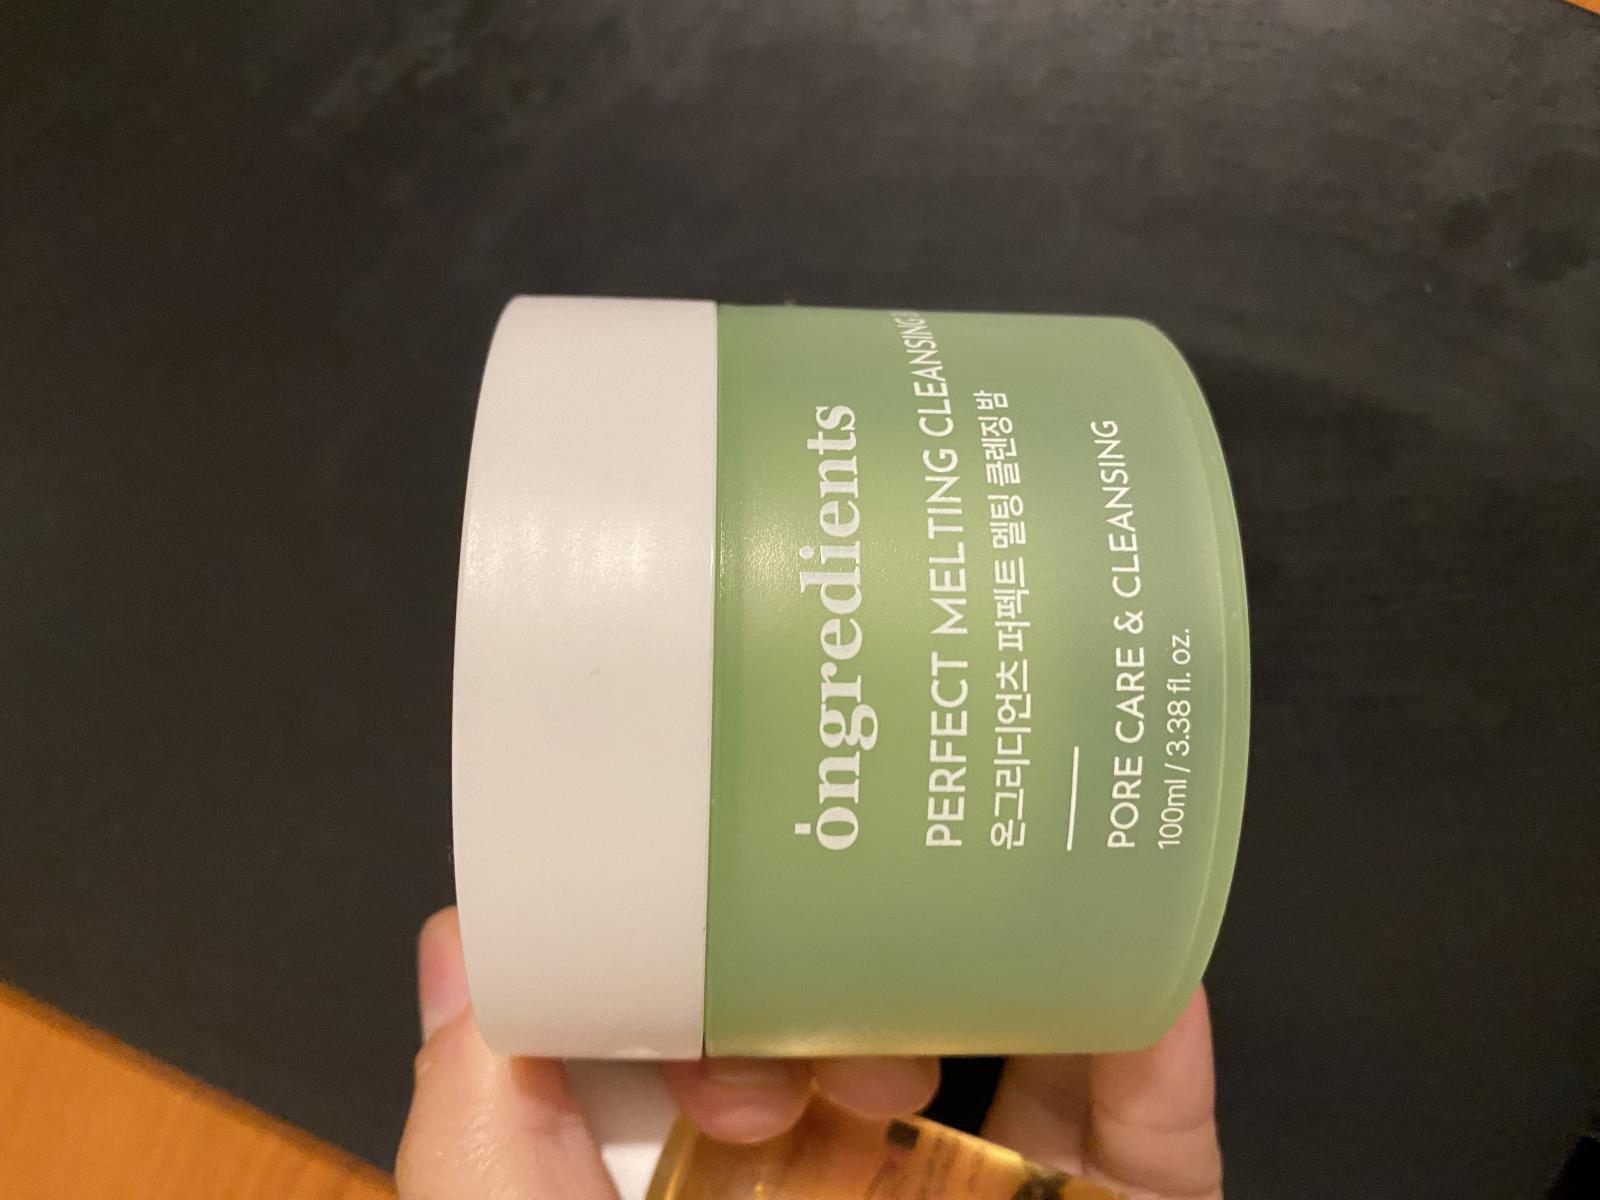 ongredients
PERFECT MELTING CLEANSING
온그리디언츠 퍼펙트 멜팅 클렌징 밤
PORE CARE & CLEANSING
100ml / 3.38 fl. oz.